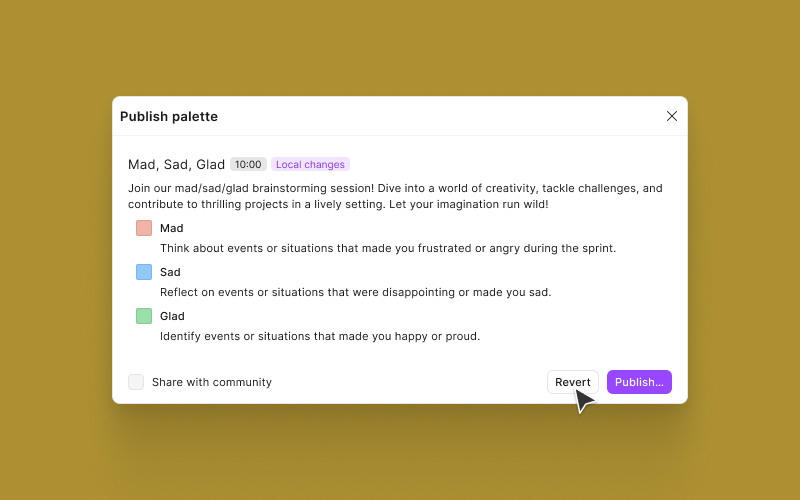 Publish palette
Mad, Sad, Glad 10:00 Local changes
Join our mad/sad/glad brainstorming session! Dive into a world of creativity, tackle challenges, and
contribute to thrilling projects in a lively setting. Let your imagination run wild!
Mad
Think about events or situations that made you frustrated or angry during the sprint.
Sad
Reflect on events or situations that were disappointing or made you sad.
Glad
Identify events or situations that made you happy or proud.
Share with community Revert Publish...